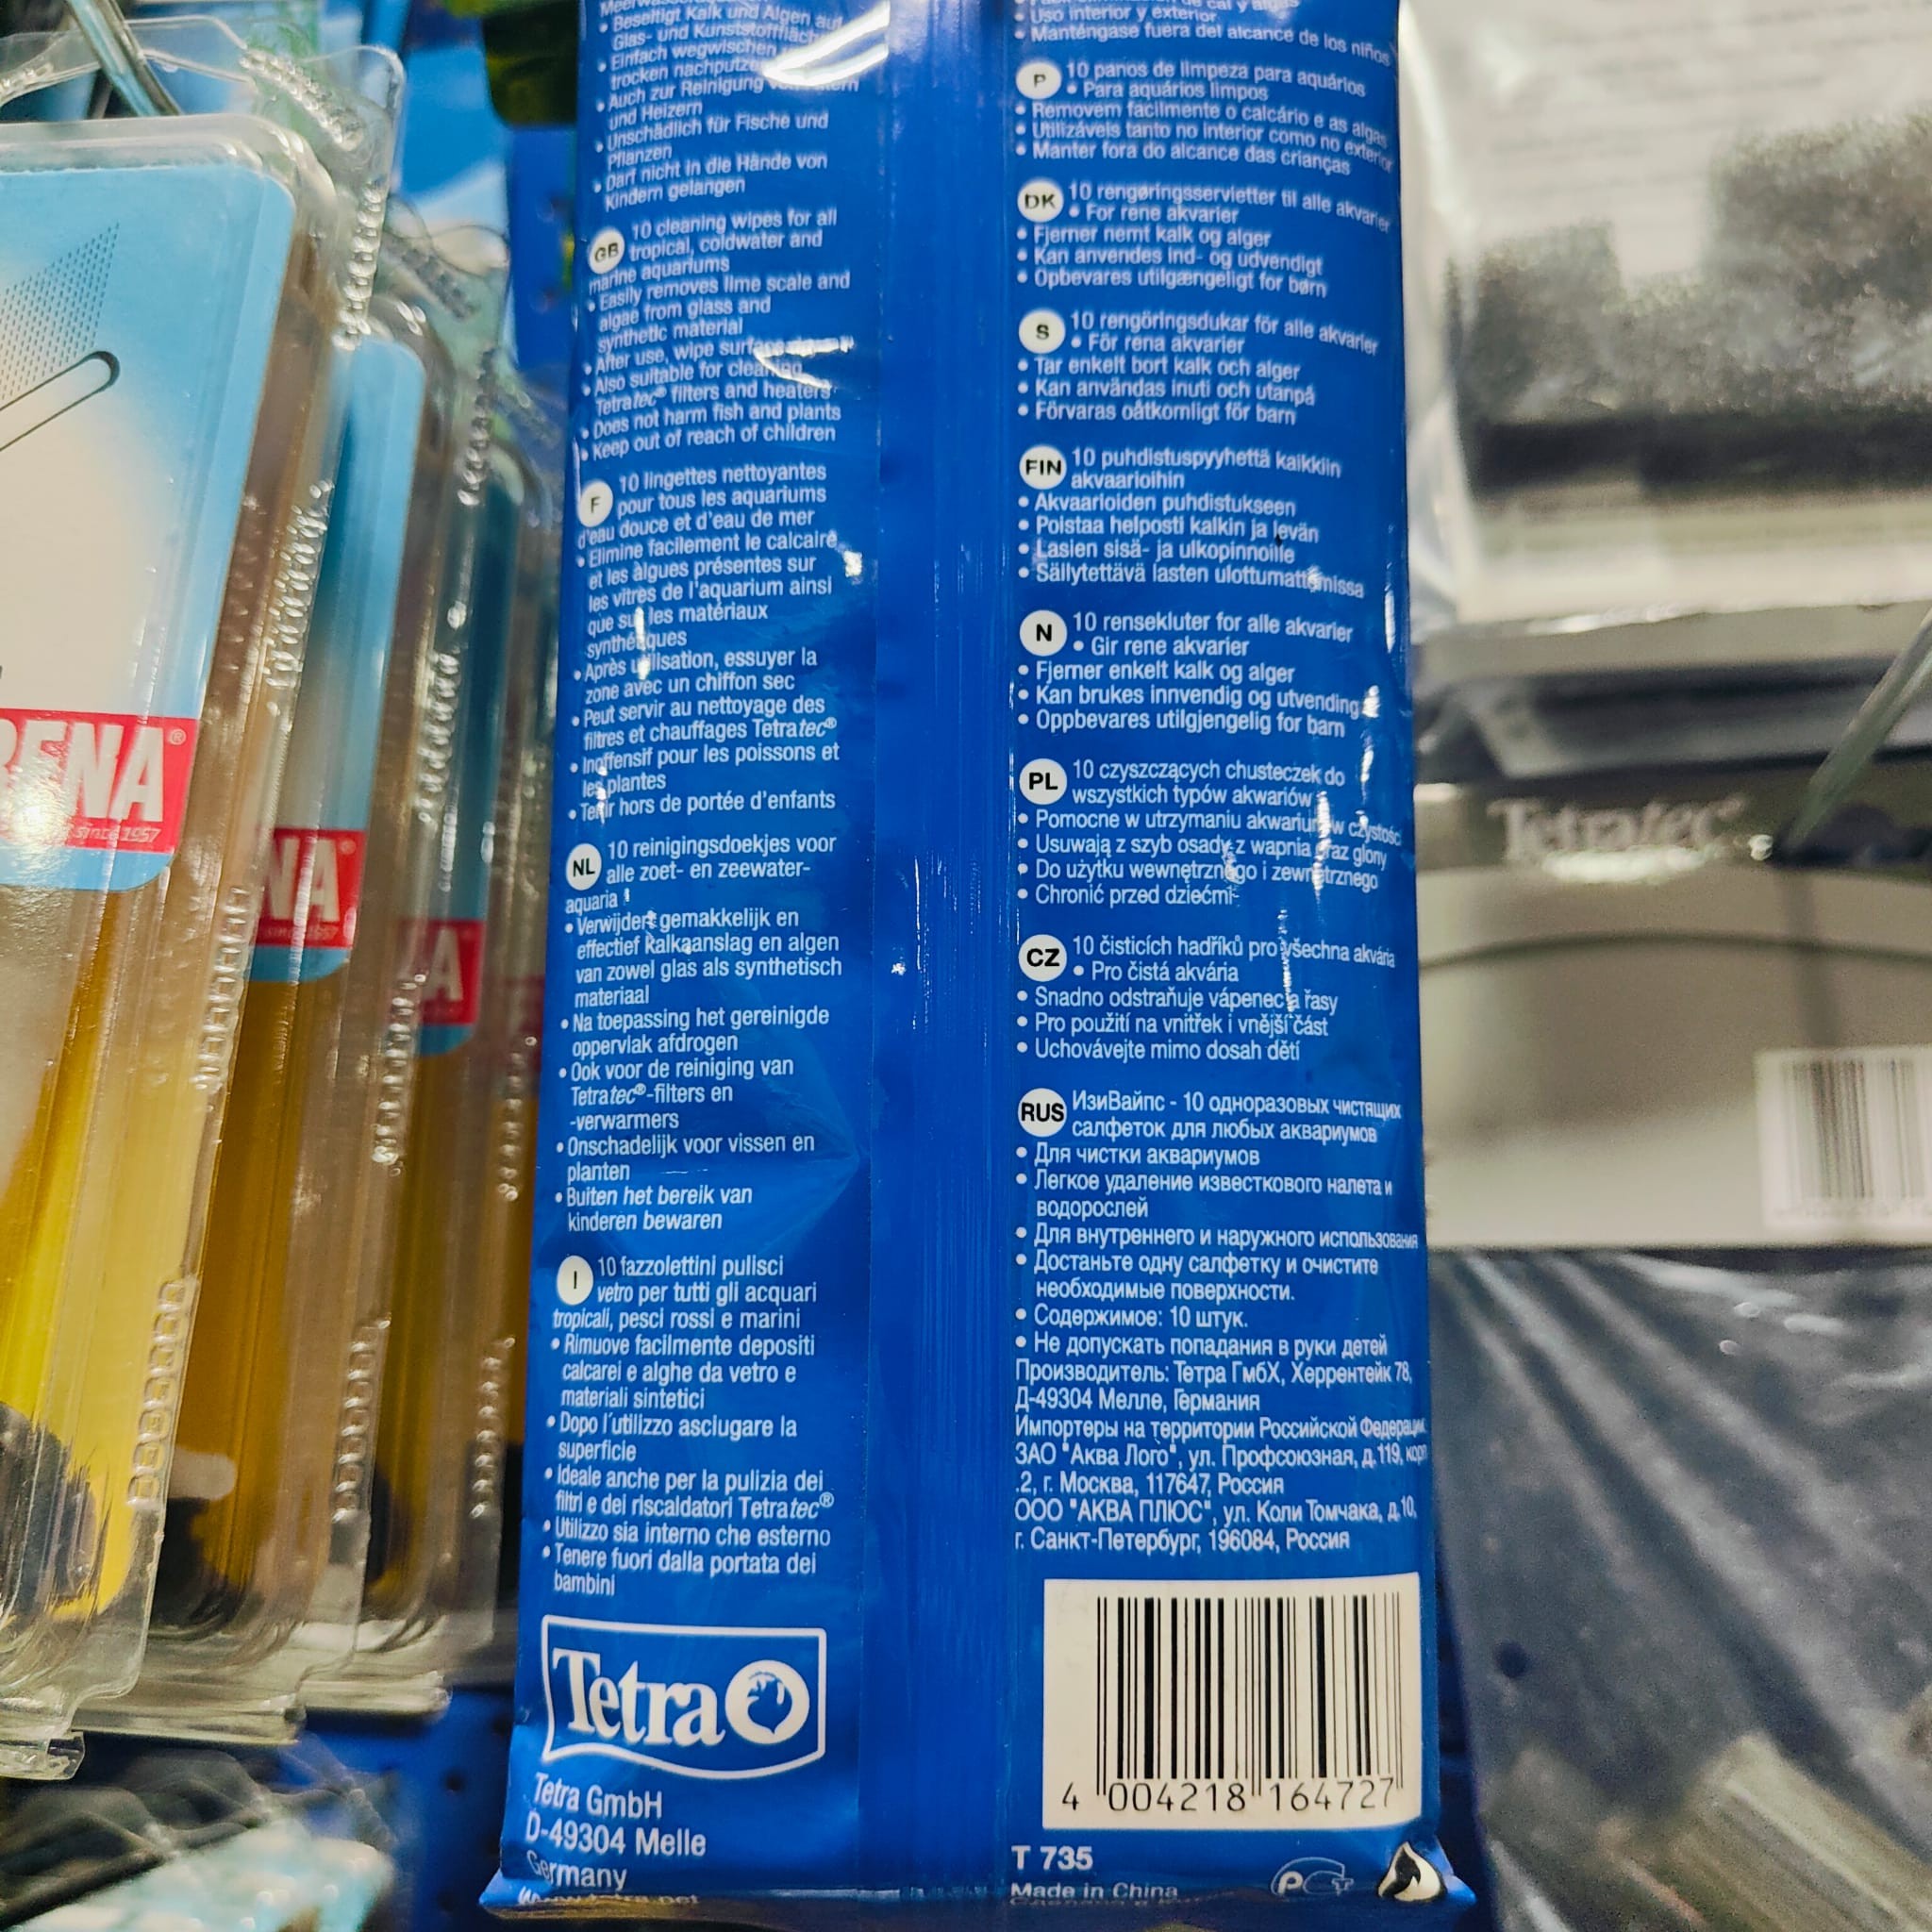 • Beseitigt Kalk und Algen auf
Glas- und Kunststofffläch
• Einfach wegwischen
trocken nachputze
• Auch zur Reinigung
und Heizern
• Unschädlich für Fische und
Pflanzen
• Darf nicht in die Hände von
Kindern gelangen
GB 10 cleaning wipes for all
tropical, coldwater and
marine aquariums
• Easily removes lime scale and
algae from glass and
synthetic material
• After use, wipe surface
• Also suitable for cleaning
Tetratec® filters and heaters
• Does not harm fish and plants
• Keep out of reach of children
F 10 lingettes nettoyantes
pour tous les aquariums
d'eau douce et d'eau de mer
• Elimine facilement le calcaire
et les àlgues présentes sur
les vitres de l'aquarium ainsi
que sur les matériaux
synthétiques
• Après utilisation, essuyer la
zone avec un chiffon sec
• Peut servir au nettoyage des
filtres et chauffages Tetratec®
• Inoffensif pour les poissons et
les plantes
• Tenir hors de portée d'enfants
NL 10 reinigingsdoekjes voor
alle zoet- en zeewater-
aquaria
• Verwijdert gemakkelijk en
effectief kalkaanslag en algen
van zowel glas als synthetisch
materiaal
• Na toepassing het gereinigde
oppervlak afdrogen
• Ook voor de reiniging van
Tetratec®-filters en
-verwarmers
• Onschadelijk voor vissen en
planten
• Buiten het bereik van
kinderen bewaren
I 10 fazzolettini pulisci
vetro per tutti gli acquari
tropicali, pesci rossi e marini
• Rimuove facilmente depositi
calcarei e alghe da vetro e
materiali sintetici
• Dopo l'utilizzo asciugare la
superficie
• Ideale anche per la pulizia dei
filtri e dei riscaldatori Tetratec®
• Utilizzo sia interno che esterno
• Tenere fuori dalla portata dei
bambini
Tetra
Tetra GmbH
D-49304 Melle
Germany
• Uso interior y exterior
• Manténgase fuera del alcance de los niños
P 10 panos de limpeza para aquários
• Para aquários limpos
• Removem facilmente o calcário e as algas
• Utilizáveis tanto no interior como no exterior
• Manter fora do alcance das crianças
DK 10 rengøringsservietter til alle akvarier
• For rene akvarier
• Fjerner nemt kalk og alger
• Kan anvendes ind- og udvendigt
• Opbevares utilgængeligt for børn
S 10 rengöringsdukar för alle akvarier
• För rena akvarier
• Tar enkelt bort kalk och alger
• Kan användas inuti och utanpå
• Förvaras oåtkomligt för barn
FIN 10 puhdistuspyyhettä kaikkiin
akvaarioihin
• Akvaarioiden puhdistukseen
• Poistaa helposti kalkin ja levän
• Lasien sisä- ja ulkopinnoille
• Säilytettävä lasten ulottumattomissa
N 10 rensekluter for alle akvarier
• Gir rene akvarier
• Fjerner enkelt kalk og alger
• Kan brukes innvendig og utvending
• Oppbevares utilgjengelig for barn
PL 10 czyszczących chusteczek do
wszystkich typów akwariów
• Pomocne w utrzymaniu akwarium w czystości
• Usuwają z szyb osady z wapnia oraz glony
• Do użytku wewnętrznego i zewnętrznego
• Chronić przed dziećmi
CZ 10 čisticích hadříků pro všechna akvária
• Pro čistá akvária
• Snadno odstraňuje vápenec a řasy
• Pro použití na vnitřek i vnější část
• Uchovávejte mimo dosah dětí
RUS ИзиВайпс - 10 одноразовых чистящих
салфеток для любых аквариумов
• Для чистки аквариумов
• Легкое удаление известкового налета и
водорослей
• Для внутреннего и наружного использования
• Достаньте одну салфетку и очистите
необходимые поверхности.
• Содержимое: 10 штук.
• Не допускать попадания в руки детей
Производитель: Тетра ГмбХ, Херрентейк 78,
Д-49304 Мелле, Германия
Импортеры на территории Российской Федерации
ЗАО "Аква Лого", ул. Профсоюзная, д.119, корп
.2, г. Москва, 117647, Россия
ООО "АКВА ПЛЮС", ул. Коли Томчака, д.10,
г. Санкт-Петербург, 196084, Россия
4 004218 164727
T 735
Made in China
RENA®
since 1957
NA®
since 1957
A
Tetratec